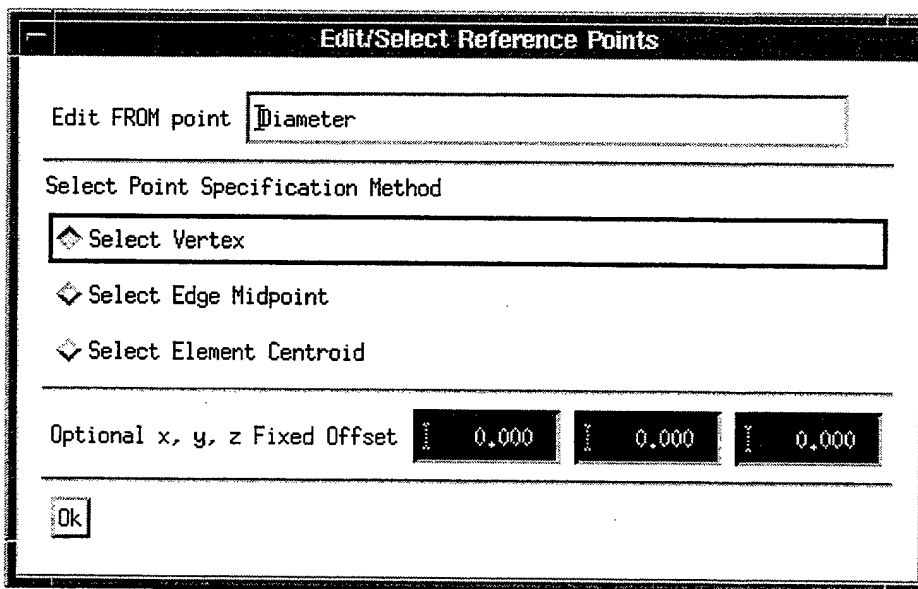 Edit/Select Reference Points
Edit FROM point Diameter
Select Point Specification Method
Select Vertex
Select Edge Midpoint
Select Element Centroid
Optional x, y, z Fixed Offset 0.000 0.000 0.000
Ok